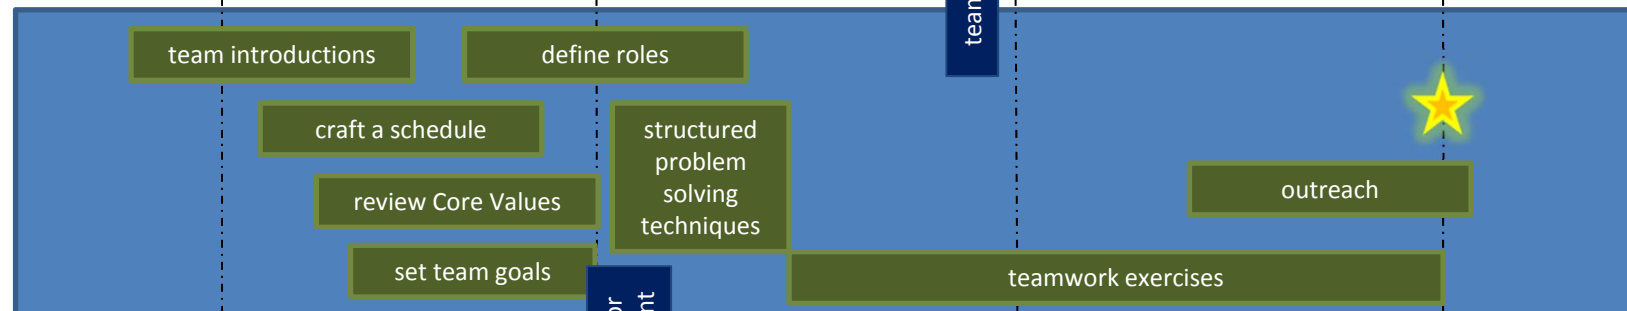 team introductions
define roles
craft a schedule
structured
problem
solving
techniques
review Core Values
outreach
set team goals
teamwork exercises